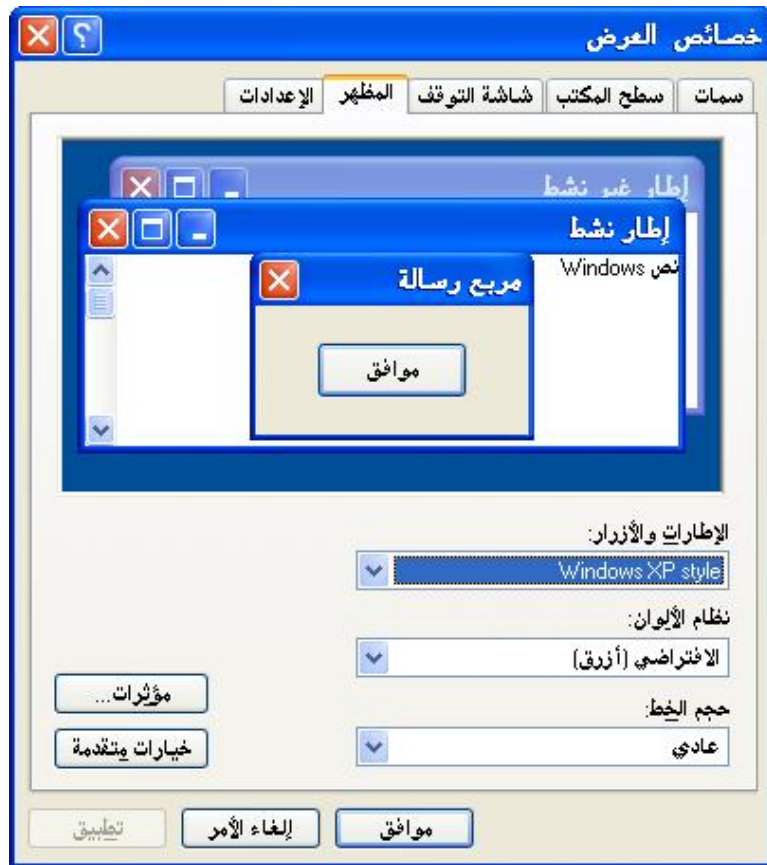 خصائص العرض
سمات سطح المكتب شاشة التوقف المظهر الإعدادات
إطار غير نشط
إطار نشط
نص Windows
مربع رسالة
موافق
الإطارات والأزرار:
Windows XP style
نظام الألوان:
الافتراضي (أزرق)
مؤثرات...
حجم الخط:
عادي
خيارات متقدمة
موافق إلغاء الأمر تطبيق